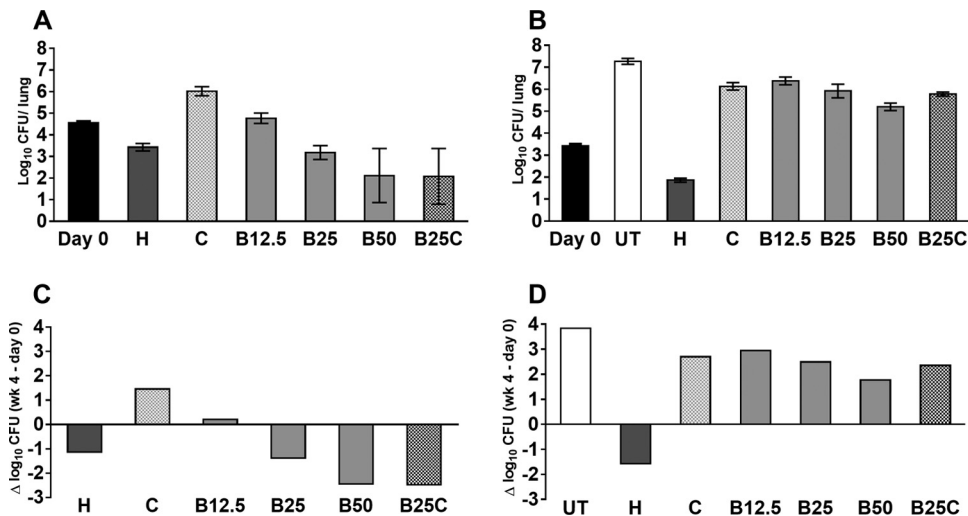 A
Log10 CFU/ lung
8
7
6
5
4
3
2
1
0
Day 0 H C B12.5 B25 B50 B25C
B
Log10 CFU/ lung
8
7
6
5
4
3
2
1
0
Day 0 UT H C B12.5 B25 B50 B25C
C
Δ log10 CFU (wk 4 - day 0)
4
3
2
1
0
-1
-2
-3
H C B12.5 B25 B50 B25C
D
Δ log10 CFU (wk 4 - day 0)
4
3
2
1
0
-1
-2
-3
UT H C B12.5 B25 B50 B25C